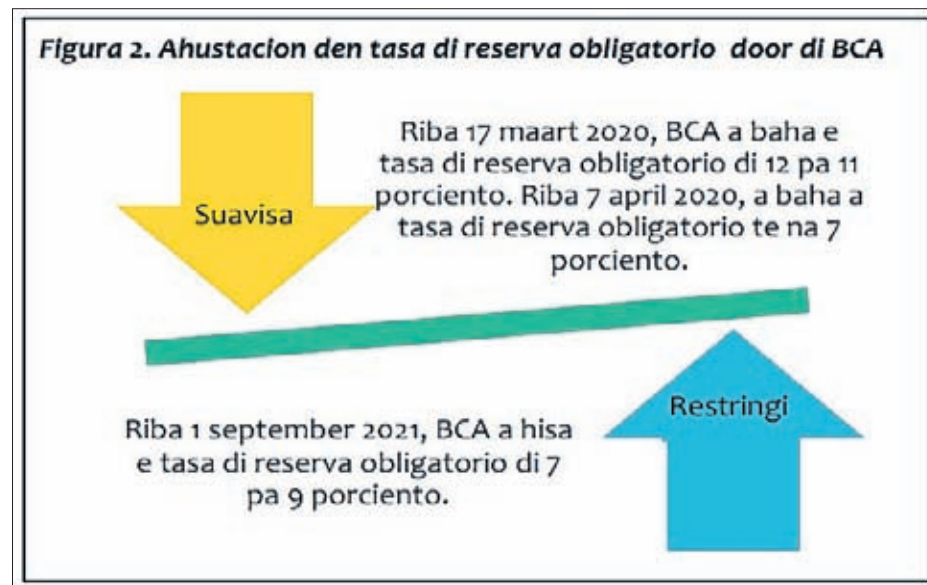 Figura 2. Ahustacion den tasa di reserva obligatorio door di BCA
Riba 17 maart 2020, BCA a baha e
tasa di reserva obligatorio di 12 pa 11
porciento. Riba 7 april 2020, a baha a
tasa di reserva obligatorio te na 7
porciento.
Suavisa
Restringi
Riba 1 september 2021, BCA a hisa
e tasa di reserva obligatorio di 7
pa 9 porciento.